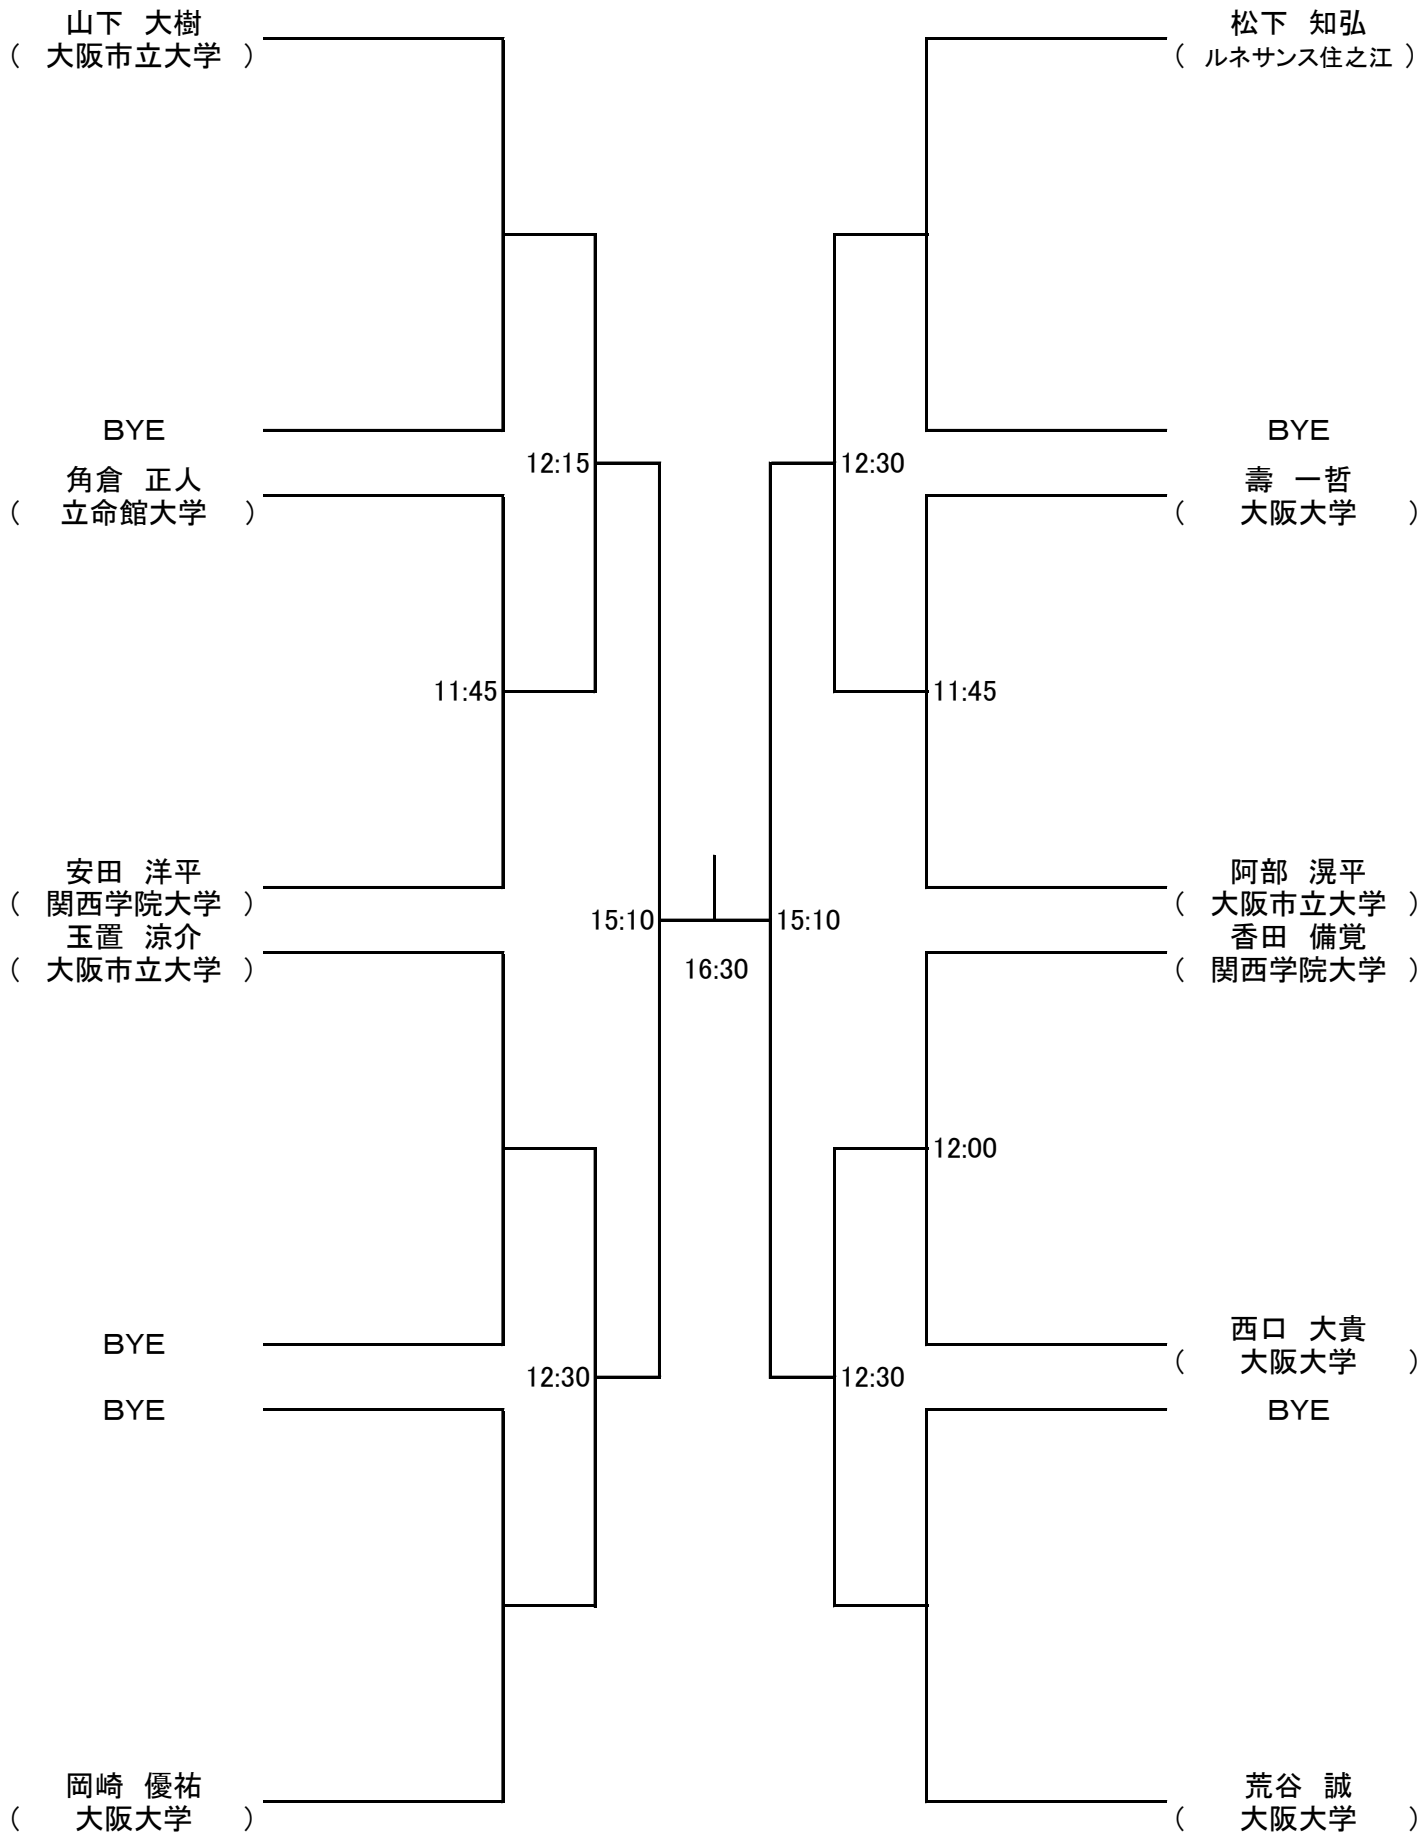 山下 大樹
( 大阪市立大学 )
BYE
角倉 正人
( 立命館大学 )
安田 洋平
( 関西学院大学 )
玉置 涼介
( 大阪市立大学 )
BYE
BYE
岡崎 優祐
( 大阪大学 )
12:15
11:45
15:10
12:30
16:30
15:10
12:30
11:45
12:00
12:30
松下 知弘
( ルネサンス住之江 )
BYE
壽 一哲
( 大阪大学 )
阿部 滉平
( 大阪市立大学 )
香田 備覚
( 関西学院大学 )
西口 大貴
( 大阪大学 )
BYE
荒谷 誠
( 大阪大学 )